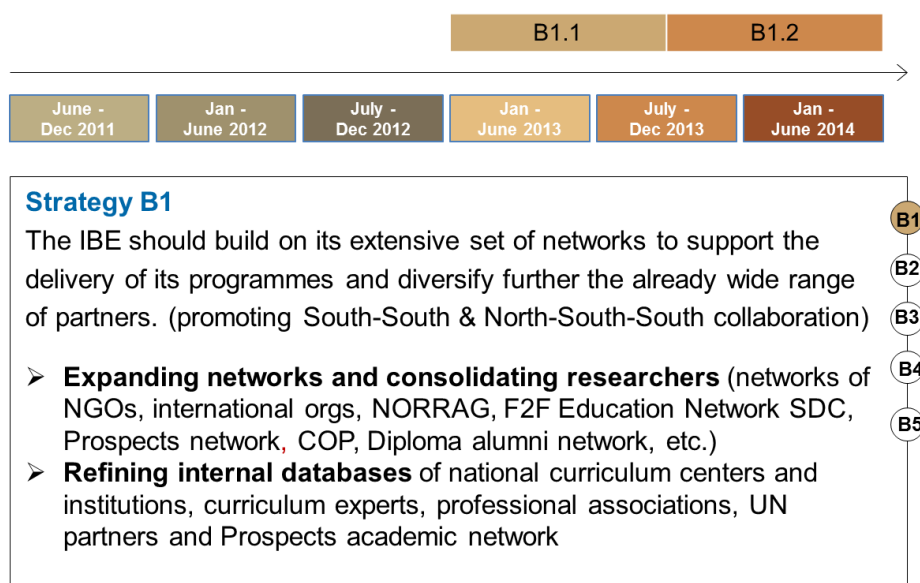 B1.1 B1.2
June - Jan - July - Jan - July - Jan -
Dec 2011 June 2012 Dec 2012 June 2013 Dec 2013 June 2014
Strategy B1
The IBE should build on its extensive set of networks to support the
delivery of its programmes and diversify further the already wide range
of partners. (promoting South-South & North-South-South collaboration)
➢ Expanding networks and consolidating researchers (networks of
NGOs, international orgs, NORRAG, F2F Education Network SDC,
Prospects network, COP, Diploma alumni network, etc.)
➢ Refining internal databases of national curriculum centers and
institutions, curriculum experts, professional associations, UN
partners and Prospects academic network
B1
B2
B3
B4
B5